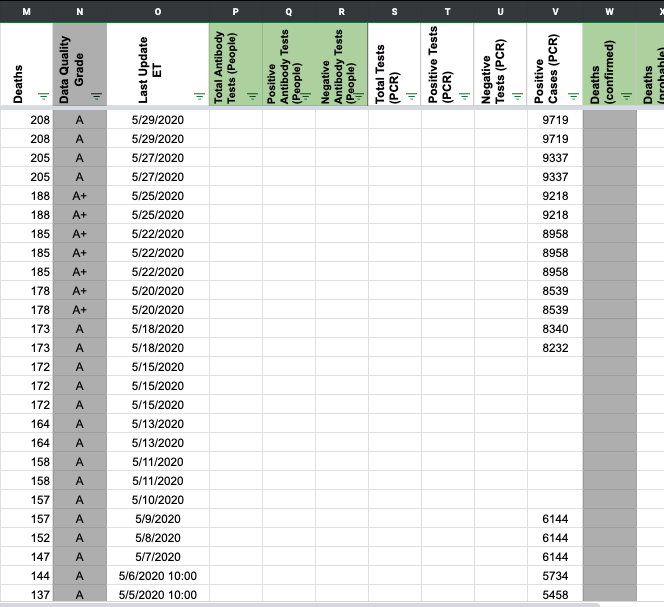 M N O P Q R S T U V W X
Deaths Data Quality Grade Last Update ET Total Antibody Tests (People) Positive Antibody Tests (People) Negative Antibody Tests (People) Total Tests (PCR) Positive Tests (PCR) Negative Tests (PCR) Positive Cases (PCR) Deaths (confirmed) Deaths
208 A 5/29/2020 9719
208 A 5/29/2020 9719
205 A 5/27/2020 9337
205 A 5/27/2020 9337
188 A+ 5/25/2020 9218
188 A+ 5/25/2020 9218
185 A+ 5/22/2020 8958
185 A+ 5/22/2020 8958
185 A+ 5/22/2020 8958
178 A+ 5/20/2020 8539
178 A+ 5/20/2020 8539
173 A 5/18/2020 8340
173 A 5/18/2020 8232
172 A 5/15/2020
172 A 5/15/2020
172 A 5/15/2020
164 A 5/13/2020
164 A 5/13/2020
158 A 5/11/2020
158 A 5/11/2020
157 A 5/10/2020
157 A 5/9/2020 6144
152 A 5/8/2020 6144
147 A 5/7/2020 6144
144 A 5/6/2020 10:00 5734
137 A 5/5/2020 10:00 5458